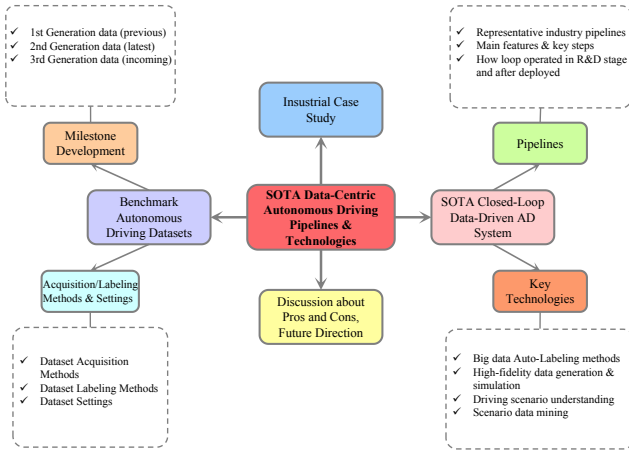 ✓ 1st Generation data (previous)
✓ 2nd Generation data (latest)
✓ 3rd Generation data (incoming)
Milestone
Development
Insustrial Case
Study
✓ Representative industry pipelines
✓ Main features & key steps
✓ How loop operated in R&D stage
and after deployed
Pipelines
Benchmark
Autonomous
Driving Datasets
SOTA Data-Centric
Autonomous Driving
Pipelines &
Technologies
SOTA Closed-Loop
Data-Driven AD
System
Acquisition/Labeling
Methods & Settings
Discussion about
Pros and Cons,
Future Direction
Key
Technologies
✓ Dataset Acquisition
Methods
✓ Dataset Labeling Methods
✓ Dataset Settings
✓ Big data Auto-Labeling methods
✓ High-fidelity data generation &
simulation
✓ Driving scenario understanding
✓ Scenario data mining